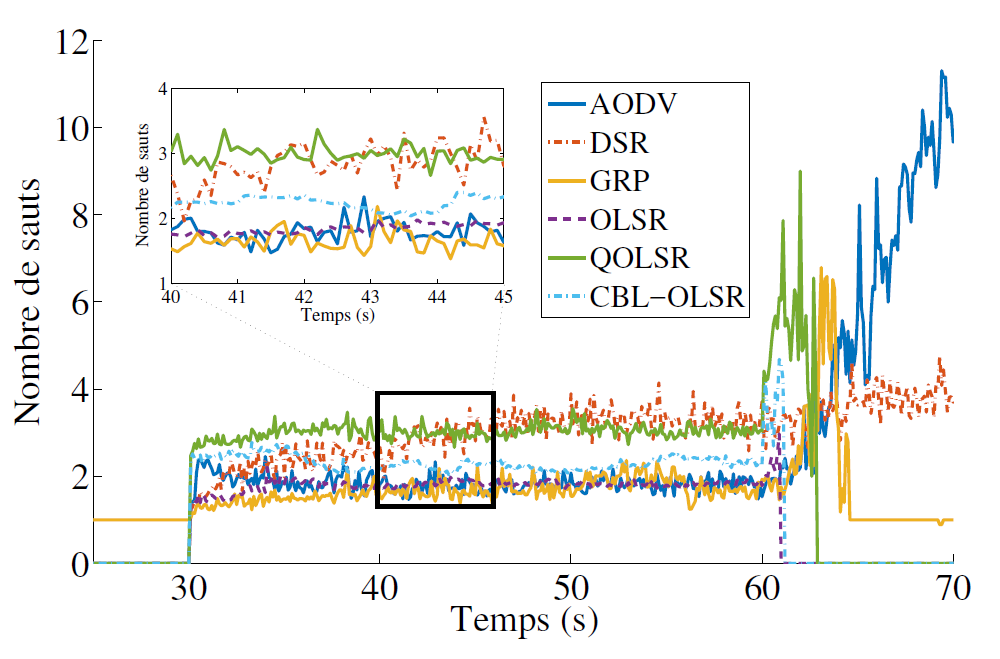 12
10
8
6
4
2
0
Nombre de sauts
30
40
50
60
70
Temps (s)
4
3
2
1
Nombre de sauts
40
41
42
43
44
45
Temps (s)
AODV
DSR
GRP
OLSR
QOLSR
CBL-OLSR